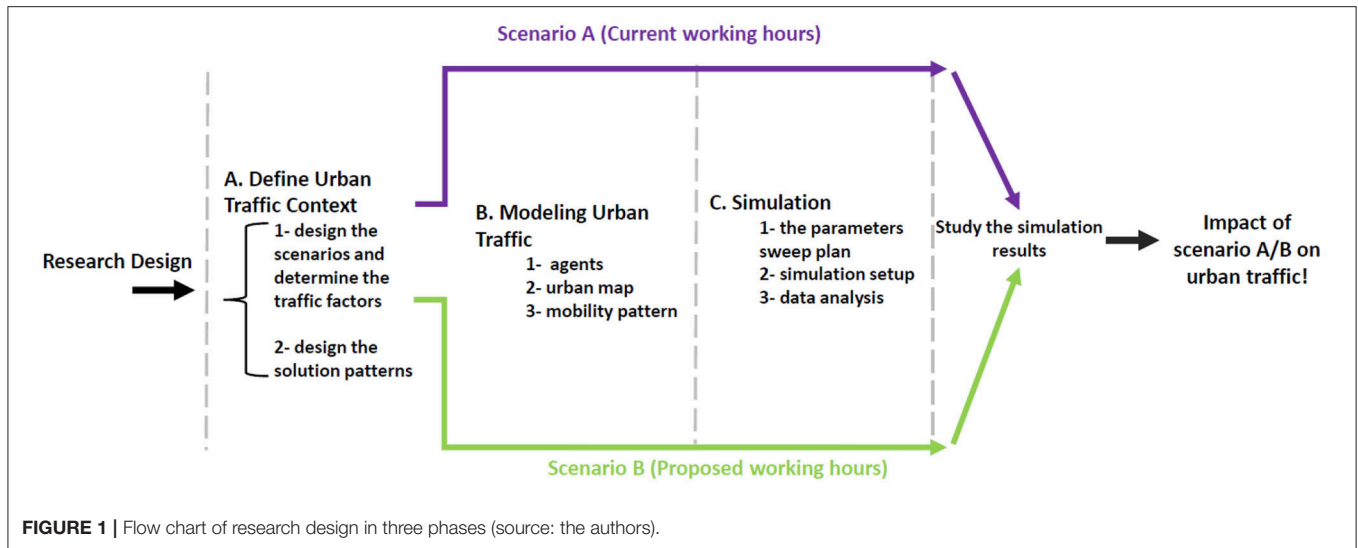 Scenario A (Current working hours)
Research Design
A. Define Urban
Traffic Context
1- design the
scenarios and
determine the
traffic factors
2- design the
solution patterns
B. Modeling Urban
Traffic
1- agents
2- urban map
3- mobility pattern
C. Simulation
1- the parameters
sweep plan
2- simulation setup
3- data analysis
Study the simulation
results
Impact of
scenario A/B on
urban traffic!
Scenario B (Proposed working hours)
FIGURE 1 | Flow chart of research design in three phases (source: the authors).